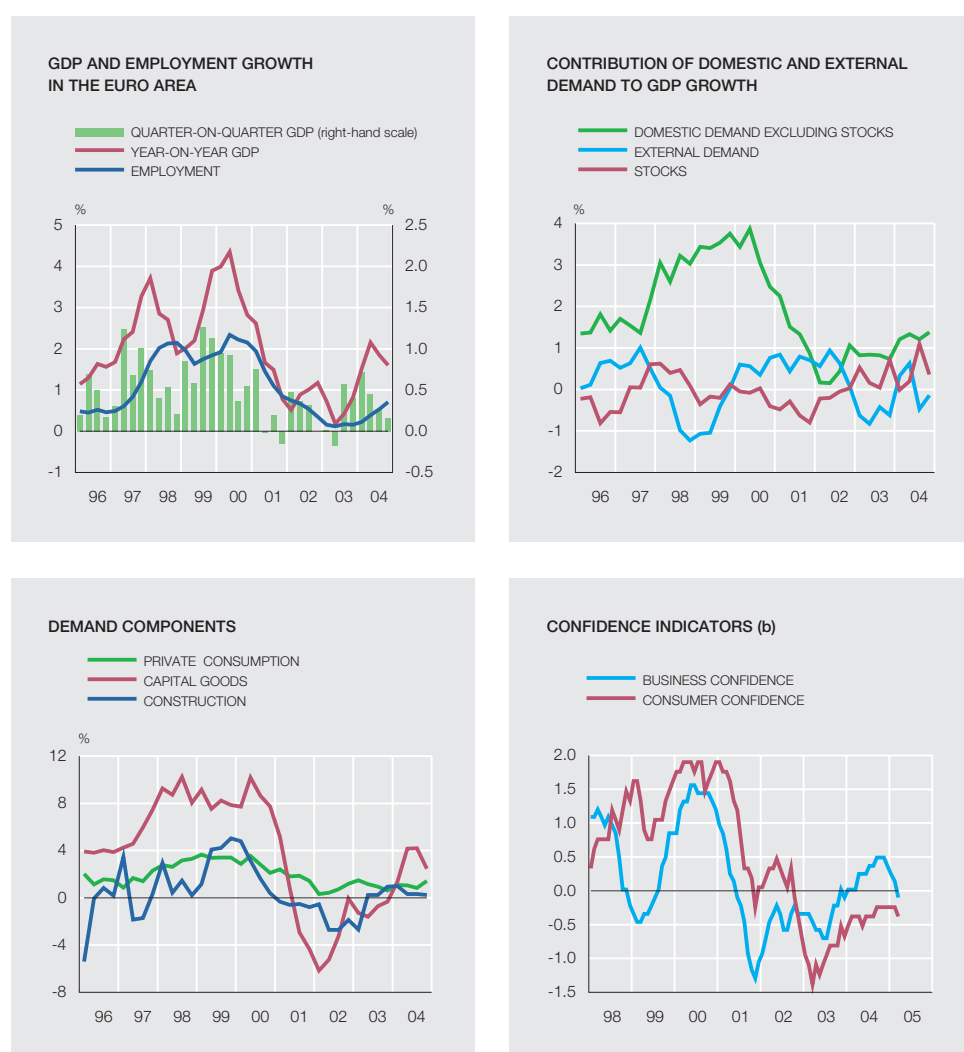 GDP AND EMPLOYMENT GROWTH
IN THE EURO AREA
QUARTER-ON-QUARTER GDP (right-hand scale)
YEAR-ON-YEAR GDP
EMPLOYMENT
% %
5 2.5
4 2.0
3 1.5
2 1.0
1 0.5
0 0.0
-1 -0.5
96 97 98 99 00 01 02 03 04
CONTRIBUTION OF DOMESTIC AND EXTERNAL
DEMAND TO GDP GROWTH
DOMESTIC DEMAND EXCLUDING STOCKS
EXTERNAL DEMAND
STOCKS
%
4
3
2
1
0
-1
-2
96 97 98 99 00 01 02 03 04
DEMAND COMPONENTS
PRIVATE CONSUMPTION
CAPITAL GOODS
CONSTRUCTION
%
12
8
4
0
-4
-8
96 97 98 99 00 01 02 03 04
CONFIDENCE INDICATORS (b)
BUSINESS CONFIDENCE
CONSUMER CONFIDENCE
2.0
1.5
1.0
0.5
0.0
-0.5
-1.0
-1.5
98 99 00 01 02 03 04 05